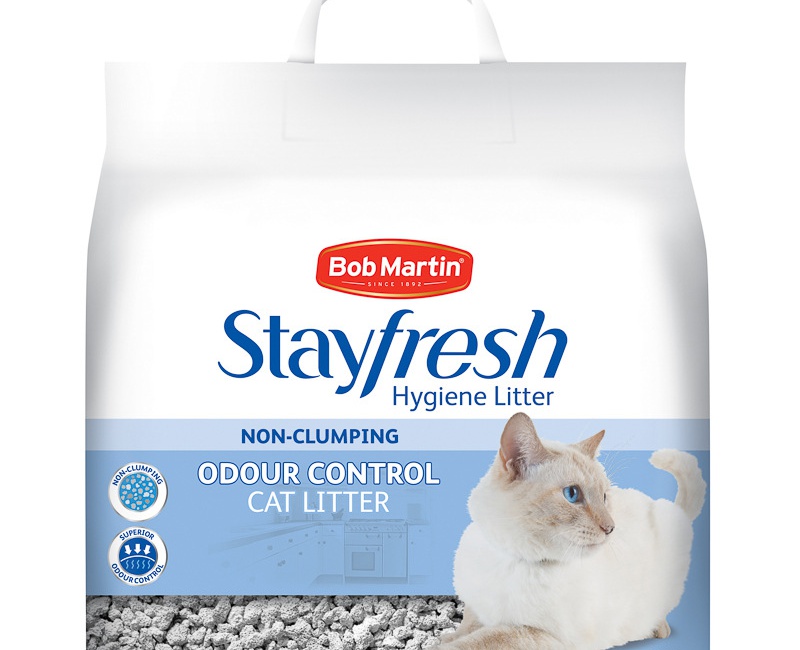 Bob Martin®
SINCE 1892
Stayfresh
Hygiene Litter
NON-CLUMPING
ODOUR CONTROL
CAT LITTER
NON-CLUMPING
SUPERIOR
ODOUR CONTROL